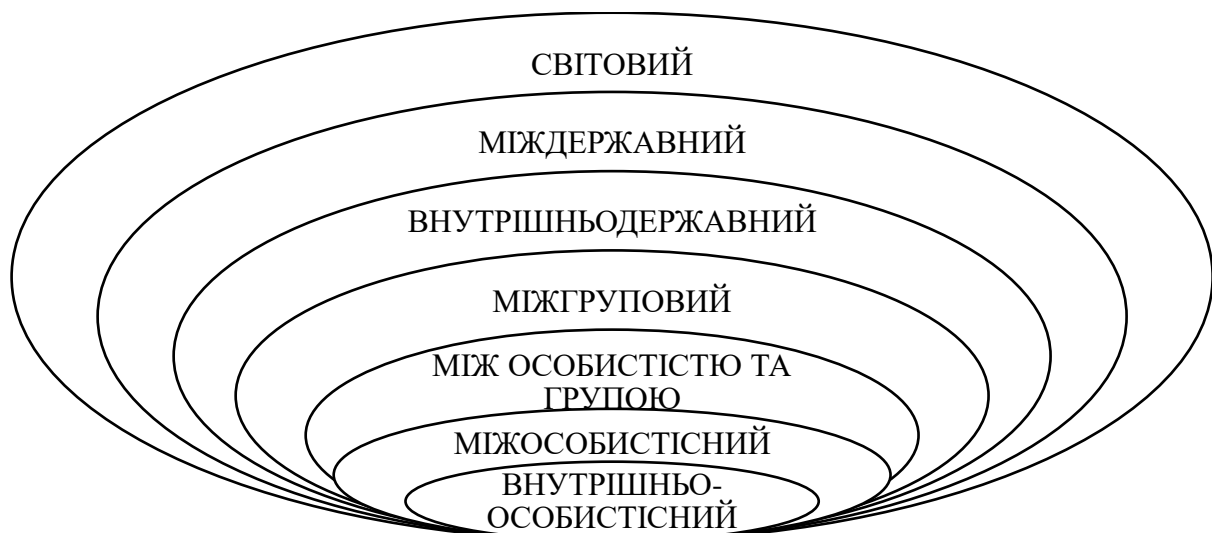 СВІТОВИЙ
МІЖДЕРЖАВНИЙ
ВНУТРІШНЬОДЕРЖАВНИЙ
МІЖГРУПОВИЙ
МІЖ ОСОБИСТІСТЮ ТА
ГРУПОЮ
МІЖОСОБИСТІСНИЙ
ВНУТРІШНЬО-
ОСОБИСТІСНИЙ